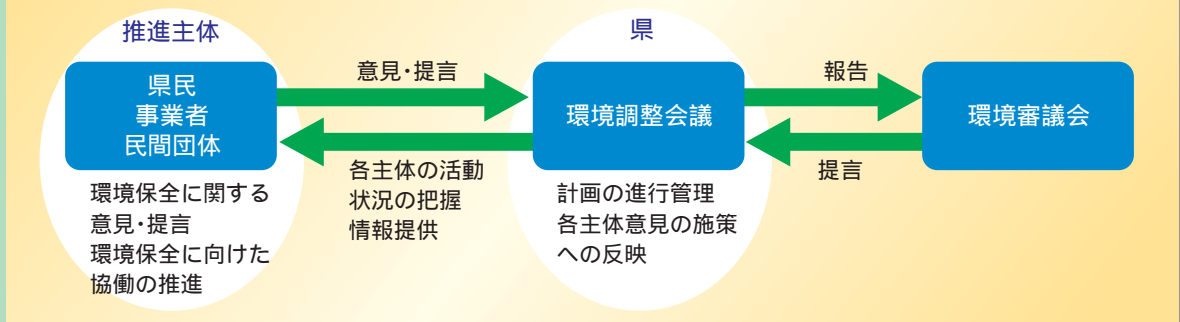 推進主体
県民
事業者
民間団体
環境保全に関する
意見・提言
環境保全に向けた
協働の推進
意見・提言
各主体の活動
状況の把握
情報提供
県
環境調整会議
計画の進行管理
各主体意見の施策
への反映
報告
提言
環境審議会